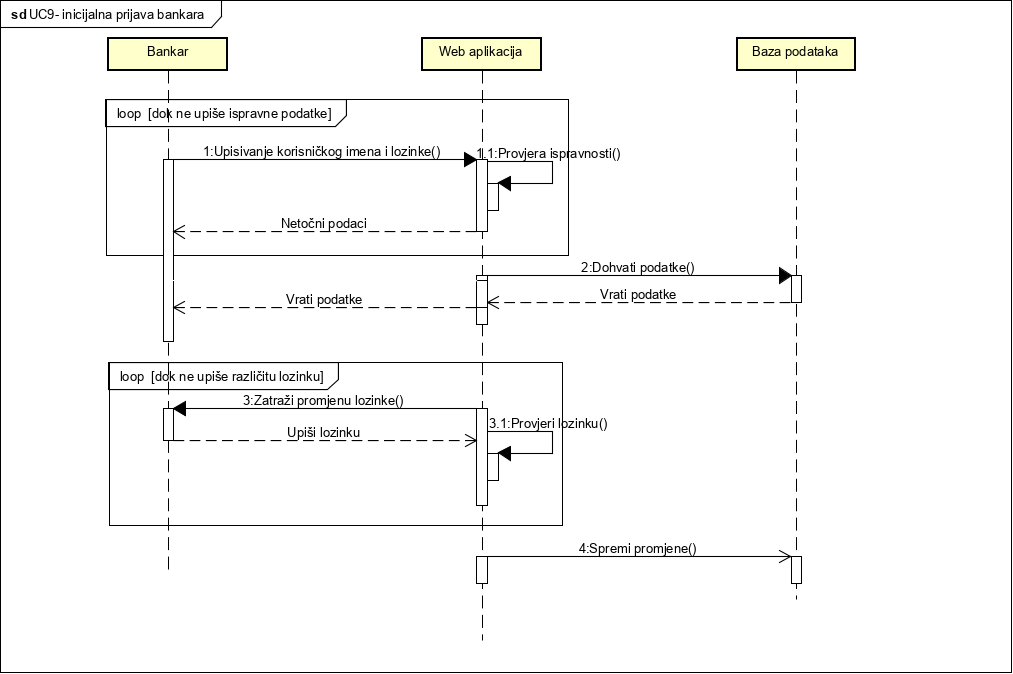 sd UC9- inicijalna prijava bankara
Bankar
Web aplikacija
Baza podataka
loop [dok ne upiše ispravne podatke]
1:Upisivanje korisničkog imena i lozinke()
1.1:Provjera ispravnosti()
Netočni podaci
2:Dohvati podatke()
Vrati podatke
Vrati podatke
loop [dok ne upiše različitu lozinku]
3:Zatraži promjenu lozinke()
3.1:Provjeri lozinku()
Upiši lozinku
4:Spremi promjene()